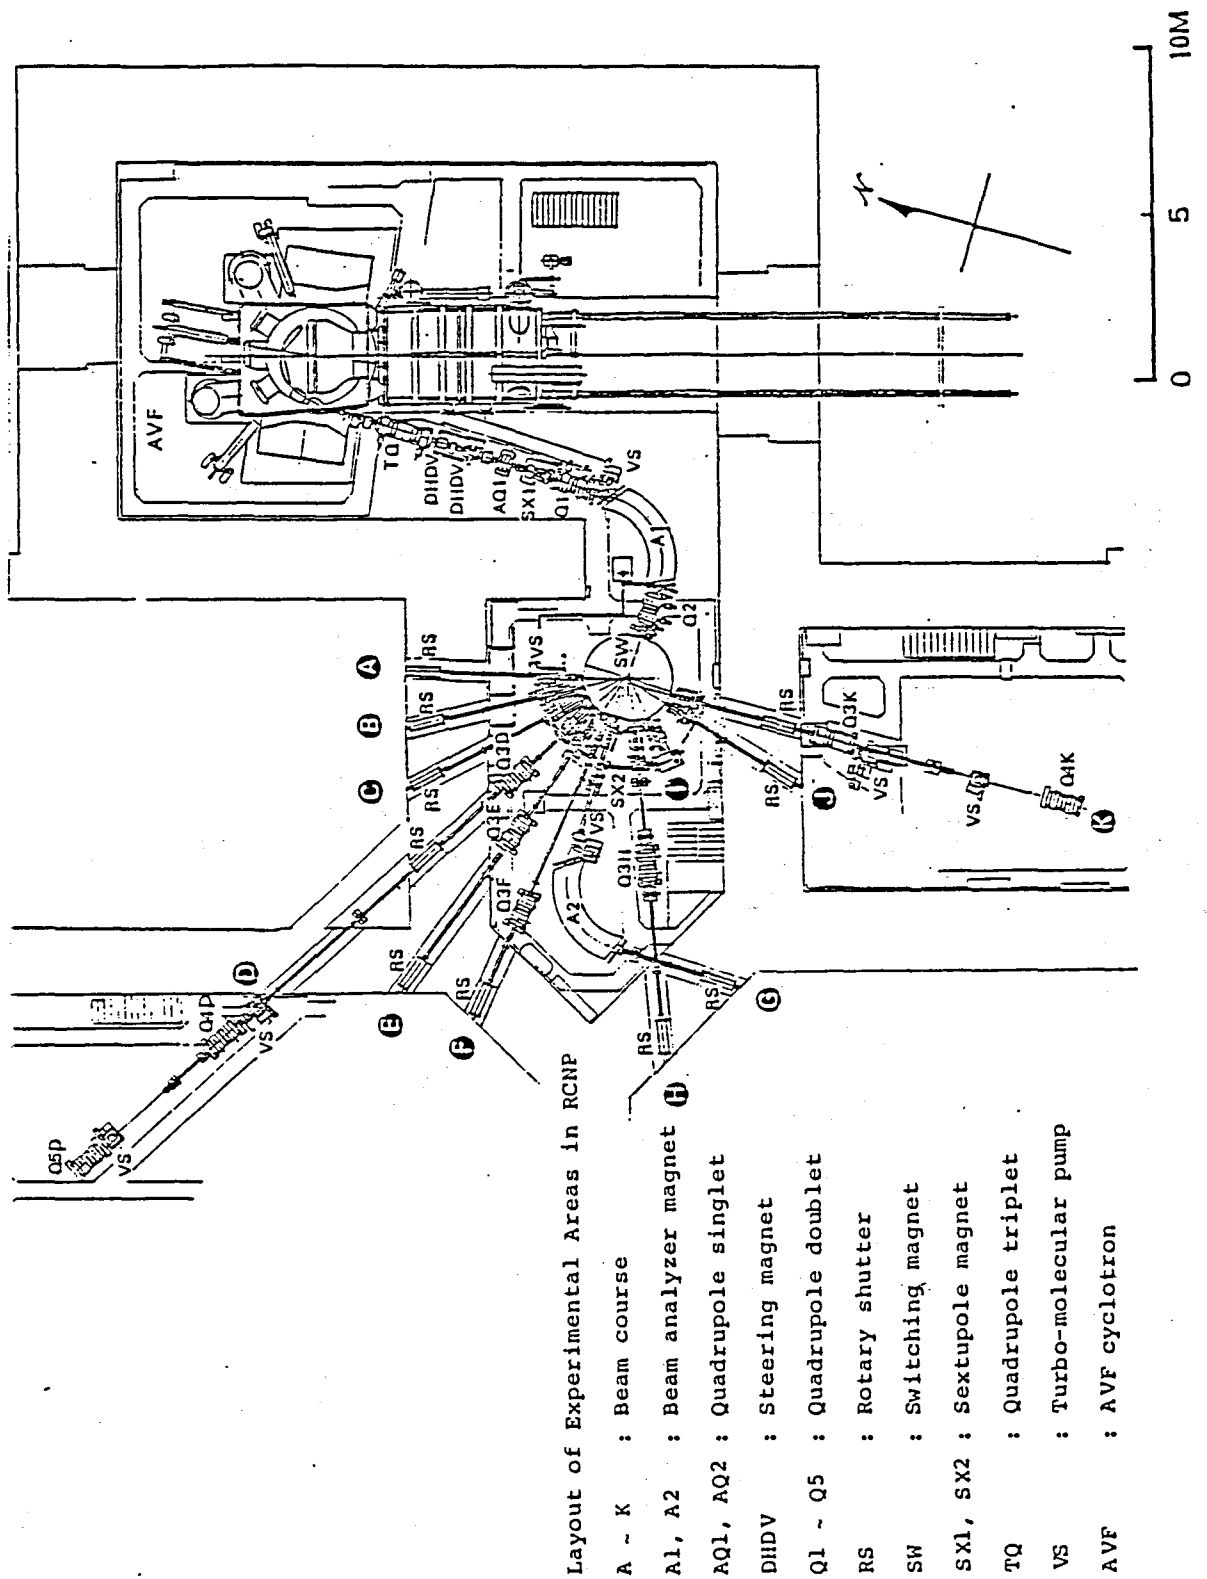 Layout of Experimental Areas in RCNP
A ~ K : Beam course
A1, A2 : Beam analyzer magnet
AQ1, AQ2 : Quadrupole singlet
DHDV : Steering magnet
Q1 ~ Q5 : Quadrupole doublet
RS : Rotary shutter
SW : Switching magnet
SX1, SX2 : Sextupole magnet
TQ : Quadrupole triplet
VS : Turbo-molecular pump
AVF : AVF cyclotron
Q5D
VS
Q4D
VS
D
E
RS
F
RS
H
RS
G
RS
C
RS
B
RS
A
RS
RS
Q3D
Q3E
Q3F
A2
VS
SX2
Q3H
I
VS
SW
Q2
A1
RS
J
RS
Q3K
VS
VS
Q4K
K
AVF
TQ
DHDV
DHDV
AQ1
SX1
Q1
VS
N
0
5
10M